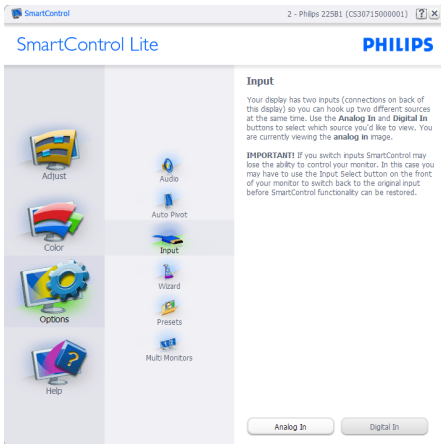 SmartControl
2 - Philips 225B1 (CS30715000001)
SmartControl Lite
PHILIPS
Adjust
Color
Options
Help
Audio
Auto Pivot
Input
Wizard
Presets
Multi Monitors
Input
Your display has two inputs (connections on back of
this display) so you can hook up two different sources
at the same time. Use the Analog In and Digital In
buttons to select which source you'd like to view. You
are currently viewing the analog in image.
IMPORTANT! If you switch inputs SmartControl may
lose the ability to control your monitor. In this case you
may have to use the Input Select button on the front
of your monitor to switch back to the original input
before SmartControl functionality can be restored.
Analog In
Digital In